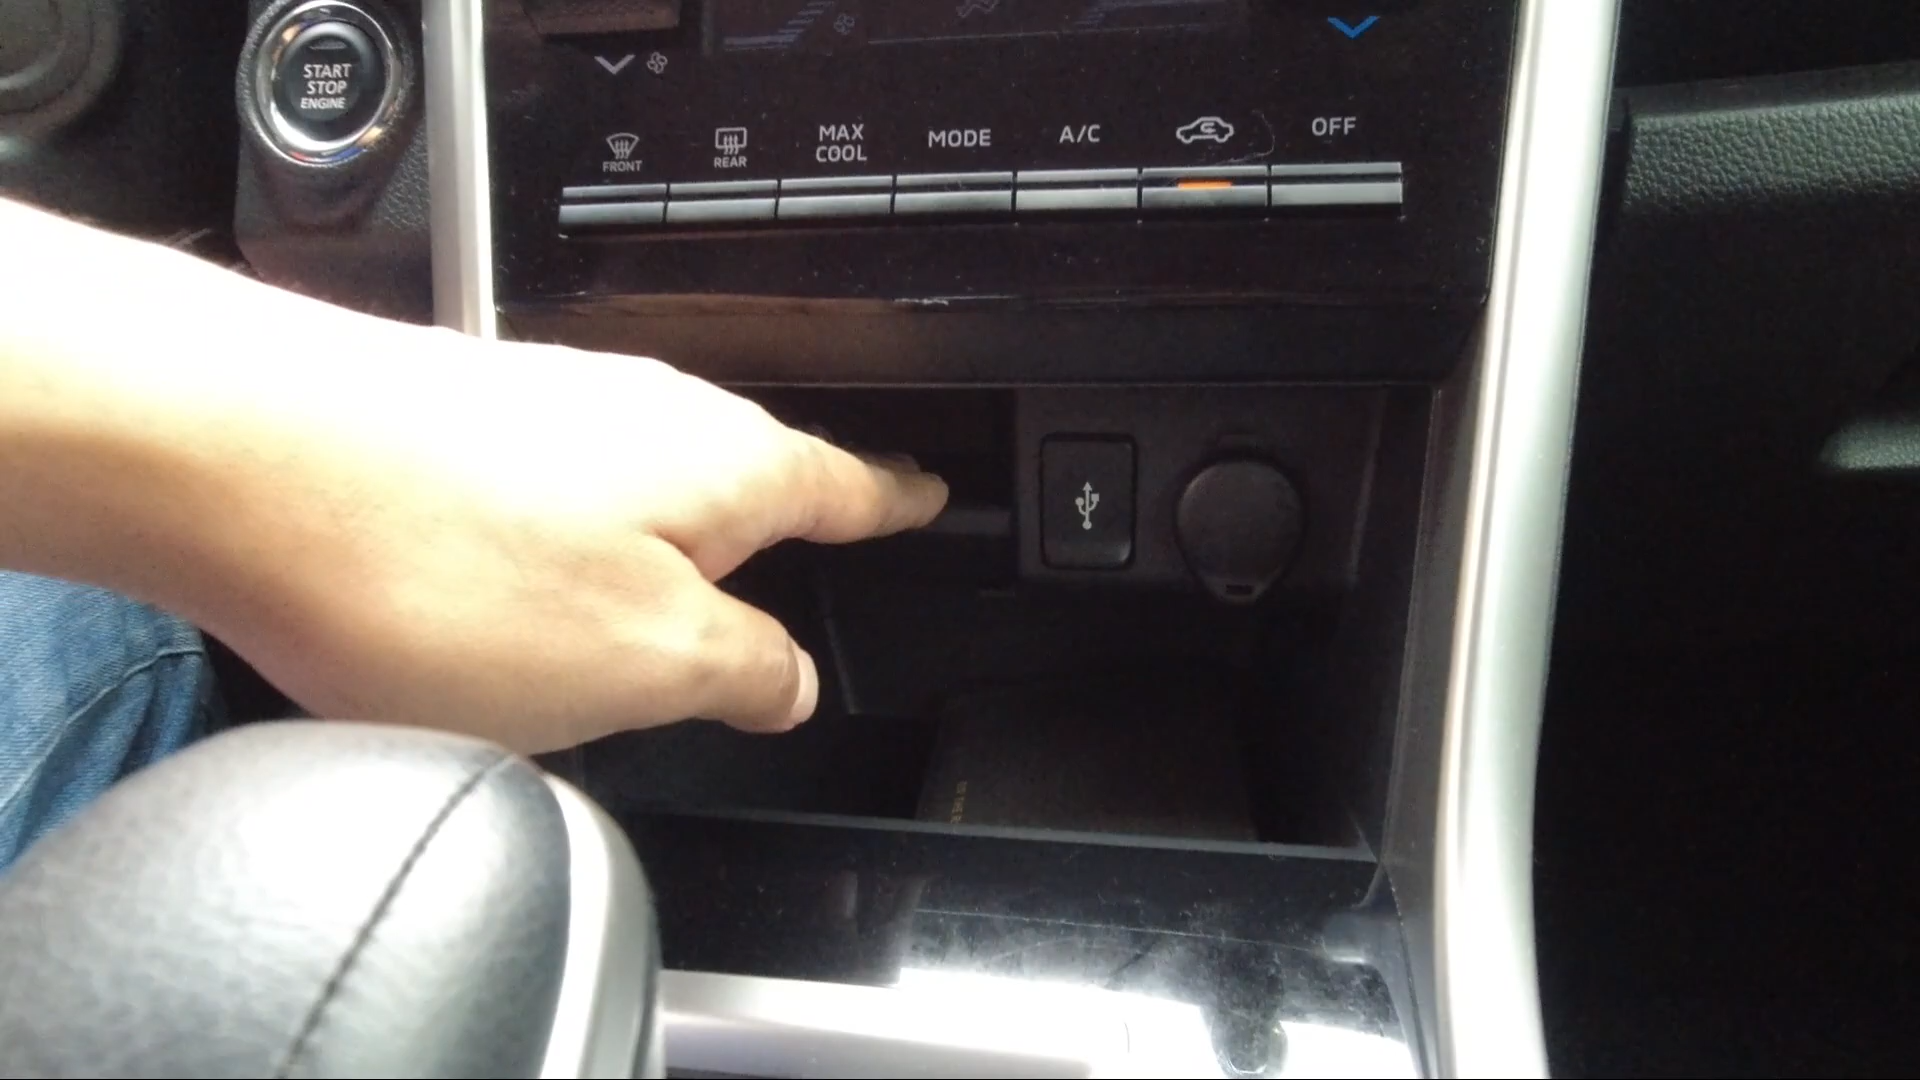 START
STOP
ENGINE
FRONT
REAR
MAX
COOL
MODE
A/C
OFF